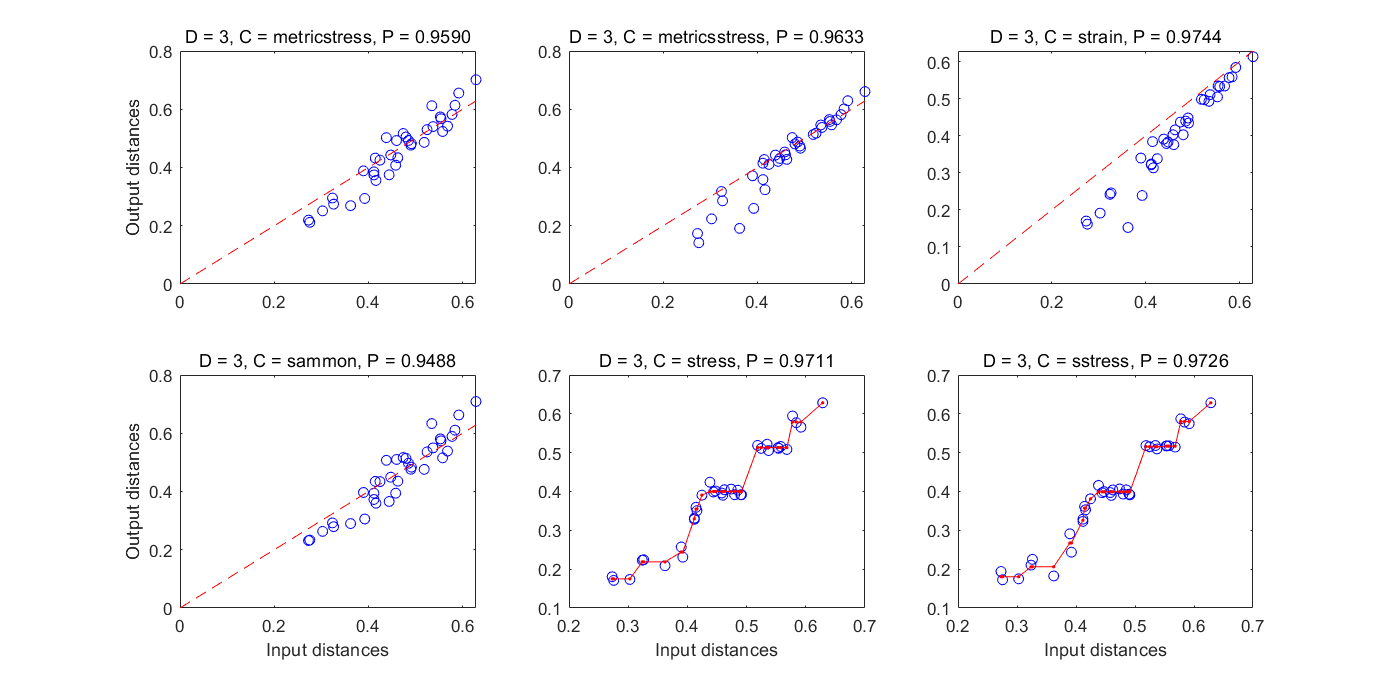 D = 3, C = metricstress, P = 0.9590
D = 3, C = metricsstress, P = 0.9633
D = 3, C = strain, P = 0.9744
Output distances
0.8
0.6
0.4
0.2
0
0 0.2 0.4 0.6
0.8
0.6
0.4
0.2
0
0 0.2 0.4 0.6
0.6
0.5
0.4
0.3
0.2
0.1
0
0 0.2 0.4 0.6
D = 3, C = sammon, P = 0.9488
D = 3, C = stress, P = 0.9711
D = 3, C = sstress, P = 0.9726
Output distances
0.8
0.6
0.4
0.2
0
0 0.2 0.4 0.6
Input distances
0.7
0.6
0.5
0.4
0.3
0.2
0.1
0.2 0.3 0.4 0.5 0.6 0.7
Input distances
0.7
0.6
0.5
0.4
0.3
0.2
0.1
0.2 0.3 0.4 0.5 0.6 0.7
Input distances